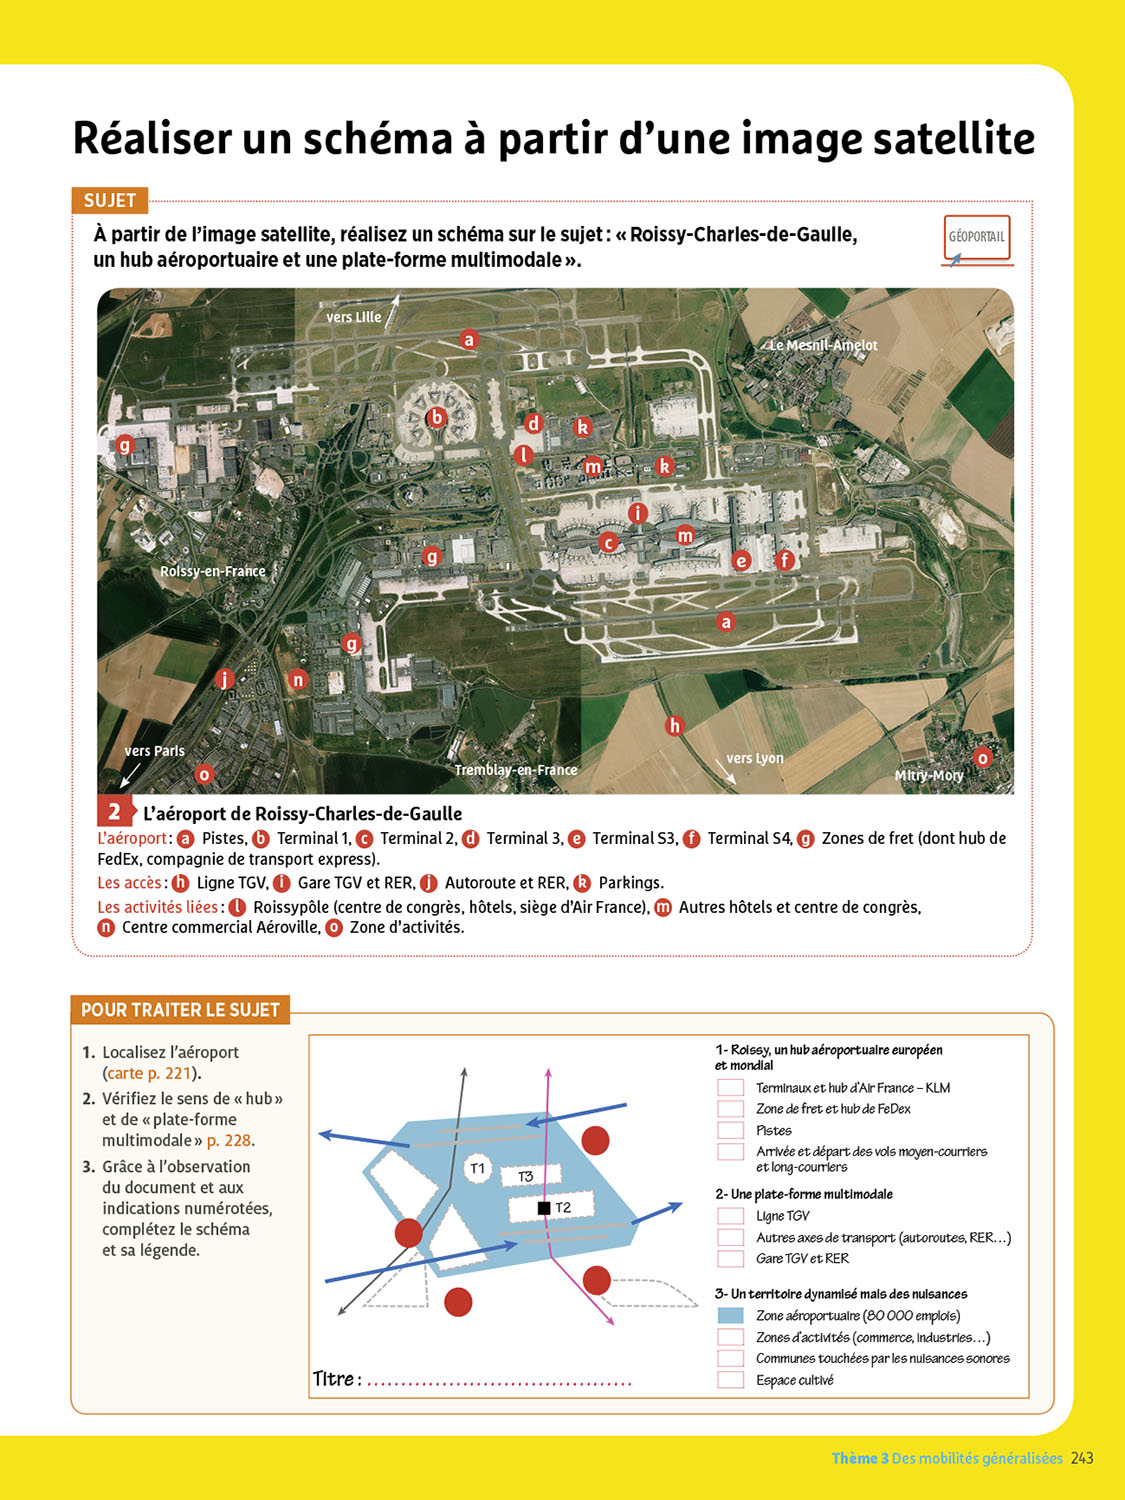 Réaliser un schéma à partir d'une image satellite
SUJET
À partir de l'image satellite, réalisez un schéma sur le sujet : « Roissy-Charles-de-Gaulle,
un hub aéroportuaire et une plate-forme multimodale ».
GÉOPORTAIL
vers Lille
a
Le Mesnil-Amelot
b
d
k
g
l
m
k
i
c
m
g
e
f
Roissy-en-France
a
g
j
n
h
vers Paris
o
Tremblay-en-France
vers Lyon
o
Mitry-Mory
2 L'aéroport de Roissy-Charles-de-Gaulle
L'aéroport : a Pistes, b Terminal 1, c Terminal 2, d Terminal 3, e Terminal S3, f Terminal S4, g Zones de fret (dont hub de
FedEx, compagnie de transport express).
Les accès : h Ligne TGV, i Gare TGV et RER, j Autoroute et RER, k Parkings.
Les activités liées : l Roissypôle (centre de congrès, hôtels, siège d'Air France), m Autres hôtels et centre de congrès,
n Centre commercial Aéroville, o Zone d'activités.
POUR TRAITER LE SUJET
1. Localisez l'aéroport
(carte p. 221).
2. Vérifiez le sens de « hub »
et de « plate-forme
multimodale » p. 228.
3. Grâce à l'observation
du document et aux
indications numérotées,
complétez le schéma
et sa légende.
T1
T3
T2
Titre : ......................................
1- Roissy, un hub aéroportuaire européen
et mondial
Terminaux et hub d'Air France – KLM
Zone de fret et hub de FeDex
Pistes
Arrivée et départ des vols moyen-courriers
et long-courriers
2- Une plate-forme multimodale
Ligne TGV
Autres axes de transport (autoroutes, RER...)
Gare TGV et RER
3- Un territoire dynamisé mais des nuisances
Zone aéroportuaire (80 000 emplois)
Zones d'activités (commerce, industries...)
Communes touchées par les nuisances sonores
Espace cultivé
Thème 3 Des mobilités généralisées 243